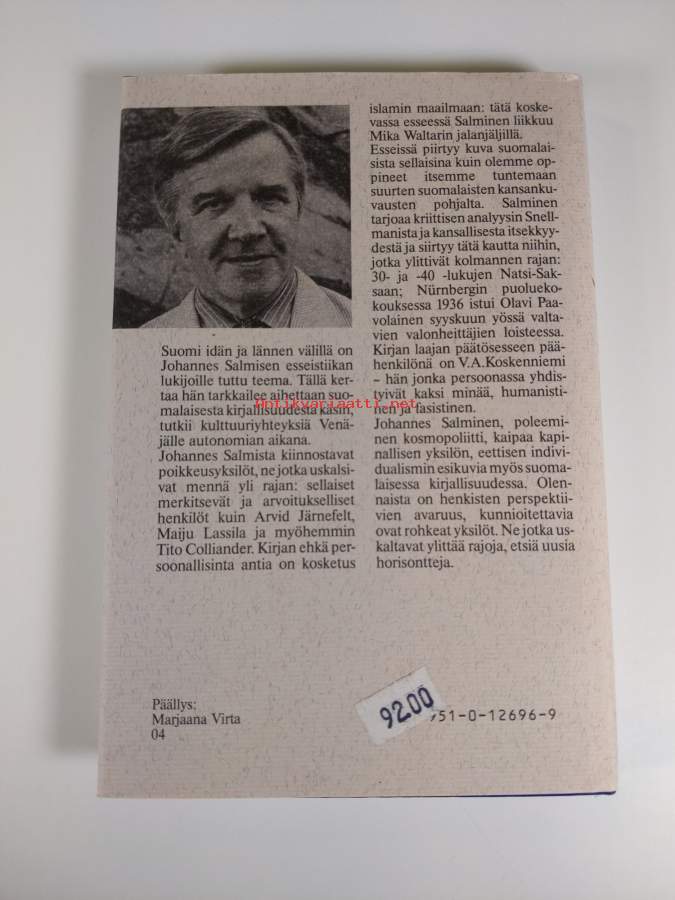 Suomi idän ja lännen välillä on
Johannes Salmisen esseistiikan
lukijoille tuttu teema. Tällä ker-
taa hän tarkkailee aihettaan suo-
malaisesta kirjallisuudesta käsin,
tutkii kulttuuriyhteyksiä Venä-
jälle autonomian aikana.
Johannes Salmista kiinnostavat
poikkeusyksilöt, ne jotka uskalsi-
vat mennä yli rajan: sellaiset
merkitsevät ja arvoitukselliset
henkilöt kuin Arvid Järnefelt,
Maiju Lassila ja myöhemmin
Tito Colliander. Kirjan ehkä per-
soonallisinta antia on kosketus
islamin maailmaan: tätä koske-
vassa esseessä Salminen liikkuu
Mika Waltarin jalanjäljillä.
Esseissä piirtyy kuva suomalai-
sista sellaisina kuin olemme op-
pineet itsemme tuntemaan
suurten suomalaisten kansanku-
vausten pohjalta. Salminen
tarjoaa kriittisen analyysin Snell-
manista ja kansallisesta itsekkyy-
destä ja siirtyy tätä kautta niihin,
jotka ylittivät kolmannen rajan:
30- ja -40 -lukujen Natsi-Sak-
saan; Nürnbergin puolueko-
kouksessa 1936 istui Olavi Paa-
volainen syyskuun yössä valta-
vien valonheittäjien loisteessa.
Kirjan laajan päätösesseen pää-
henkilönä on V.A.Koskenniemi
– hän jonka persoonassa yhdis-
tyivät kaksi minää, humanisti-
nen ja fasistinen.
Johannes Salminen, poleemi-
nen kosmopoliitti, kaipaa kapi-
nallisen yksilön, eettisen indivi-
dualismin esikuvia myös suoma-
laisessa kirjallisuudessa. Olen-
naista on henkisten perspektii-
vien avaruus, kunnioitettavia
ovat rohkeat yksilöt. Ne jotka us-
kaltavat ylittää rajoja, etsiä uusia
horisontteja.
antikvariaatti.net
Päällys:
Marjaana Virta
04
9200
951-0-12696-9